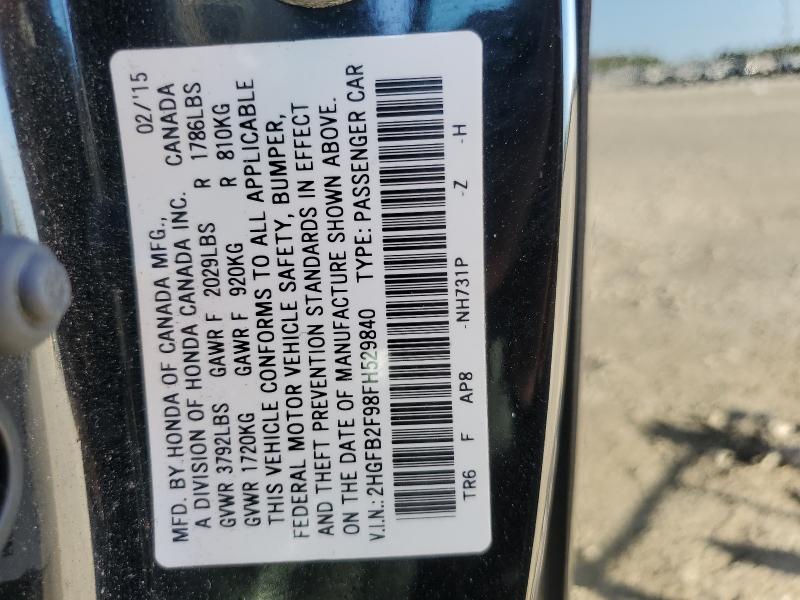 MFD. BY HONDA OF CANADA MFG., 02/'15
A DIVISION OF HONDA CANADA INC. CANADA
GVWR 3792LBS GAWR F 2029LBS R 1786LBS
GVWR 1720KG GAWR F 920KG R 810KG
THIS VEHICLE CONFORMS TO ALL APPLICABLE
FEDERAL MOTOR VEHICLE SAFETY, BUMPER,
AND THEFT PREVENTION STANDARDS IN EFFECT
ON THE DATE OF MANUFACTURE SHOWN ABOVE.
V.I.N.: 2HGFB2F98FH529840 TYPE: PASSENGER CAR
TR6 F AP8 -NH731P -Z -H